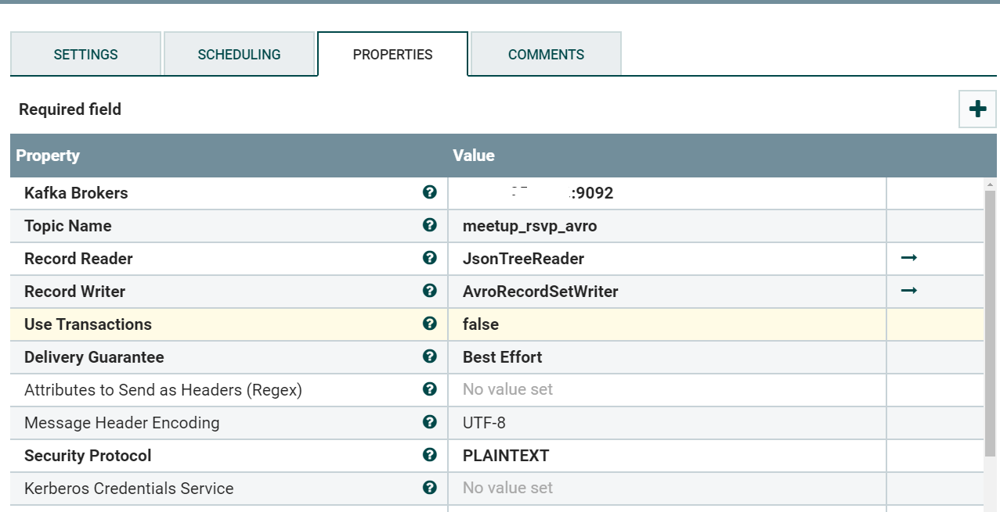 SETTINGS SCHEDULING PROPERTIES COMMENTS
Required field
Property Value
Kafka Brokers :9092
Topic Name meetup_rsvp_avro
Record Reader JsonTreeReader
Record Writer AvroRecordSetWriter
Use Transactions false
Delivery Guarantee Best Effort
Attributes to Send as Headers (Regex) No value set
Message Header Encoding UTF-8
Security Protocol PLAINTEXT
Kerberos Credentials Service No value set